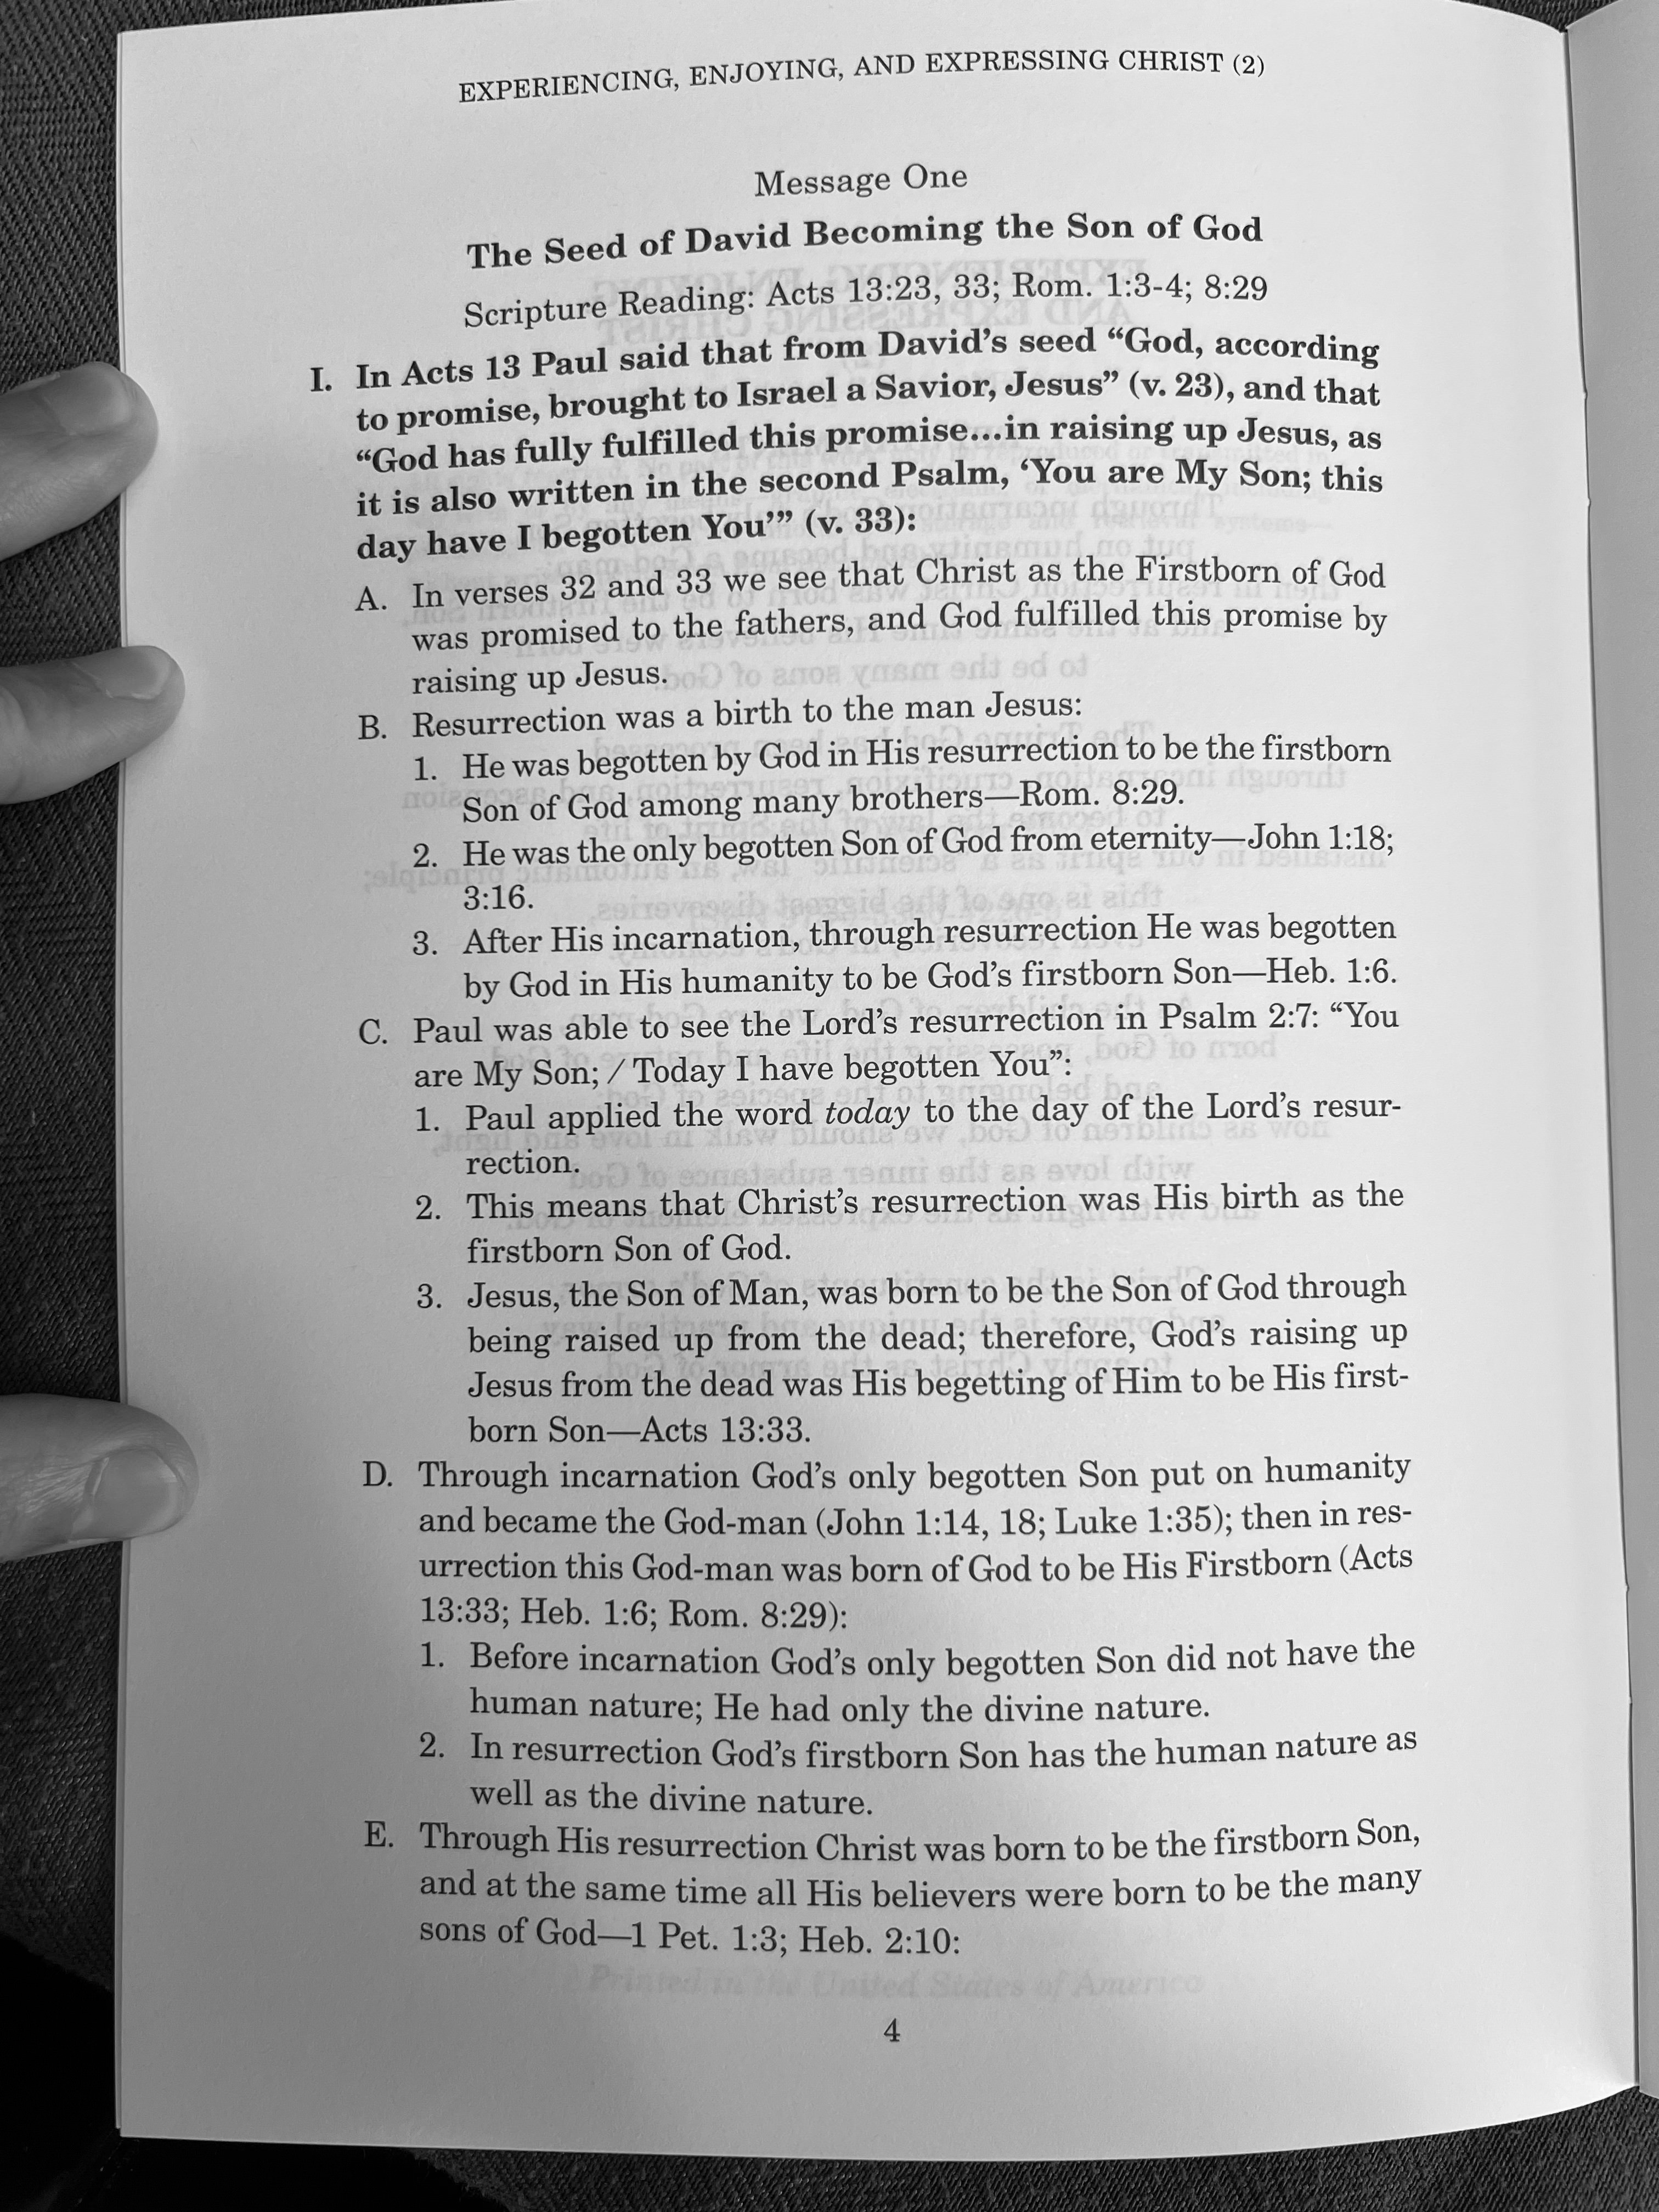 EXPERIENCING, ENJOYING, AND EXPRESSING CHRIST (2)
Message One
The Seed of David Becoming the Son of God
Scripture Reading: Acts 13:23, 33; Rom. 1:3-4; 8:29
I. In Acts 13 Paul said that from David’s seed “God, according
to promise, brought to Israel a Savior, Jesus” (v. 23), and that
“God has fully fulfilled this promise...in raising up Jesus, as
it is also written in the second Psalm, ‘You are My Son; this
day have I begotten You’” (v. 33):
A. In verses 32 and 33 we see that Christ as the Firstborn of God
was promised to the fathers, and God fulfilled this promise by
raising up Jesus.
B. Resurrection was a birth to the man Jesus:
1. He was begotten by God in His resurrection to be the firstborn
Son of God among many brothers—Rom. 8:29.
2. He was the only begotten Son of God from eternity—John 1:18;
3:16.
3. After His incarnation, through resurrection He was begotten
by God in His humanity to be God’s firstborn Son—Heb. 1:6.
C. Paul was able to see the Lord’s resurrection in Psalm 2:7: “You
are My Son; / Today I have begotten You”:
1. Paul applied the word today to the day of the Lord’s resur-
rection.
2. This means that Christ’s resurrection was His birth as the
firstborn Son of God.
3. Jesus, the Son of Man, was born to be the Son of God through
being raised up from the dead; therefore, God’s raising up
Jesus from the dead was His begetting of Him to be His first-
born Son—Acts 13:33.
D. Through incarnation God’s only begotten Son put on humanity
and became the God-man (John 1:14, 18; Luke 1:35); then in res-
urrection this God-man was born of God to be His Firstborn (Acts
13:33; Heb. 1:6; Rom. 8:29):
1. Before incarnation God’s only begotten Son did not have the
human nature; He had only the divine nature.
2. In resurrection God’s firstborn Son has the human nature as
well as the divine nature.
E. Through His resurrection Christ was born to be the firstborn Son,
and at the same time all His believers were born to be the many
sons of God—1 Pet. 1:3; Heb. 2:10:
Printed in the United States of America
4